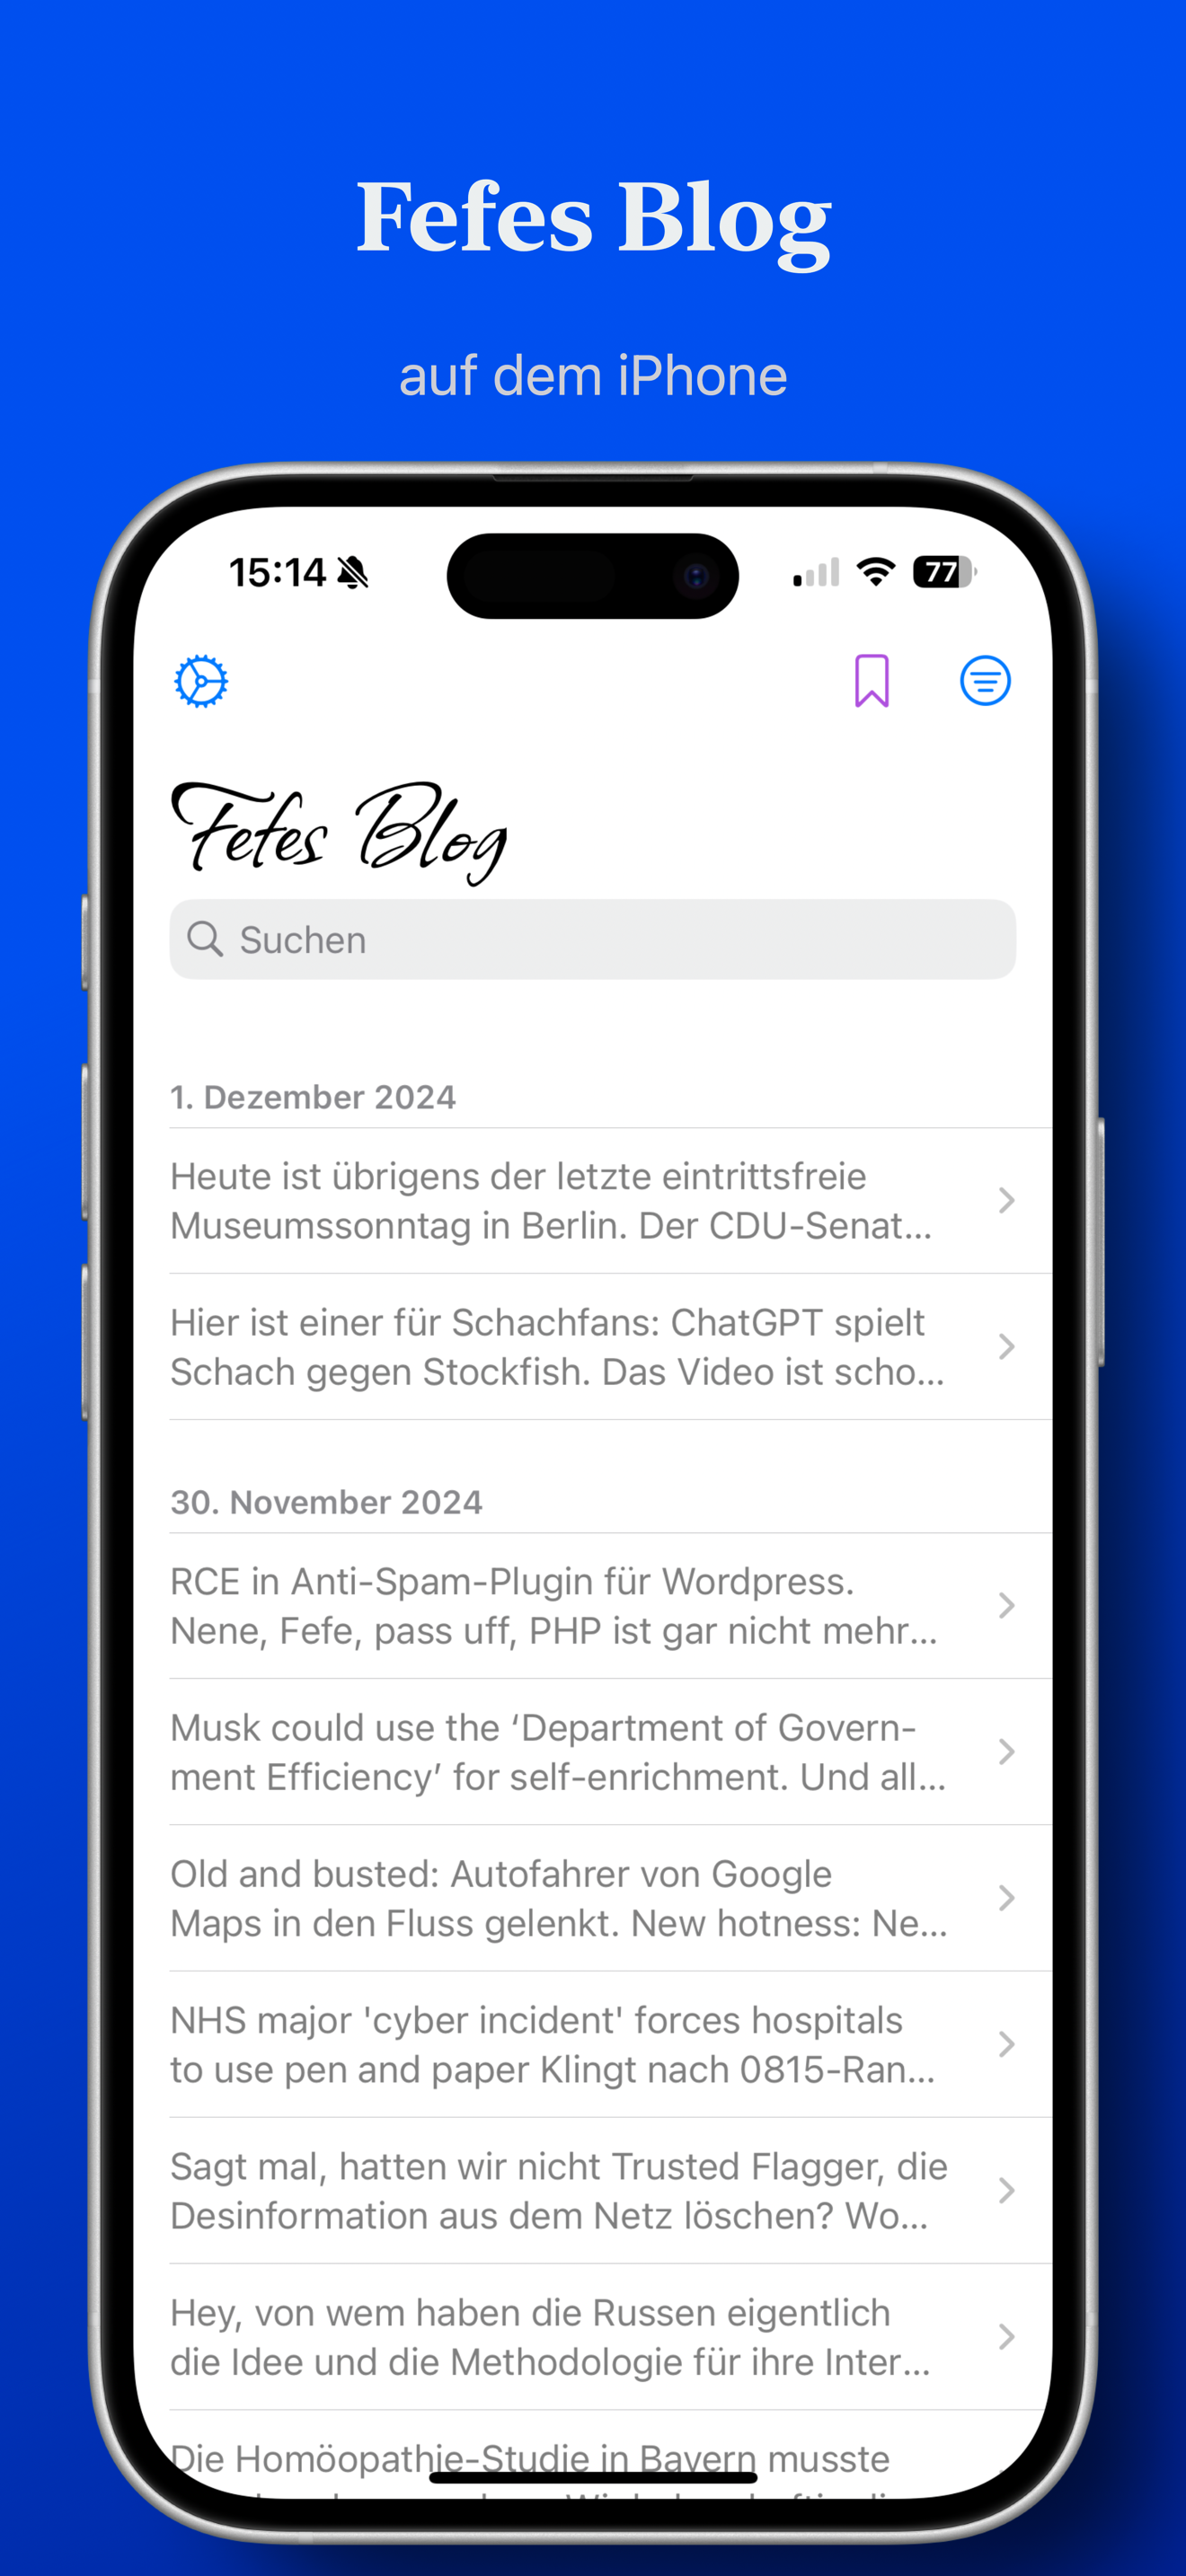 Fefes Blog
auf dem iPhone
15:14
77
Fefes Blog
Suchen
1. Dezember 2024
Heute ist übrigens der letzte eintrittsfreie
Museumssonntag in Berlin. Der CDU-Senat...
Hier ist einer für Schachfans: ChatGPT spielt
Schach gegen Stockfish. Das Video ist scho...
30. November 2024
RCE in Anti-Spam-Plugin für Wordpress.
Nene, Fefe, pass uff, PHP ist gar nicht mehr...
Musk could use the ‘Department of Govern-
ment Efficiency’ for self-enrichment. Und all...
Old and busted: Autofahrer von Google
Maps in den Fluss gelenkt. New hotness: Ne...
NHS major 'cyber incident' forces hospitals
to use pen and paper Klingt nach 0815-Ran...
Sagt mal, hatten wir nicht Trusted Flagger, die
Desinformation aus dem Netz löschen? Wo...
Hey, von wem haben die Russen eigentlich
die Idee und die Methodologie für ihre Inter...
Die Homöopathie-Studie in Bayern musste